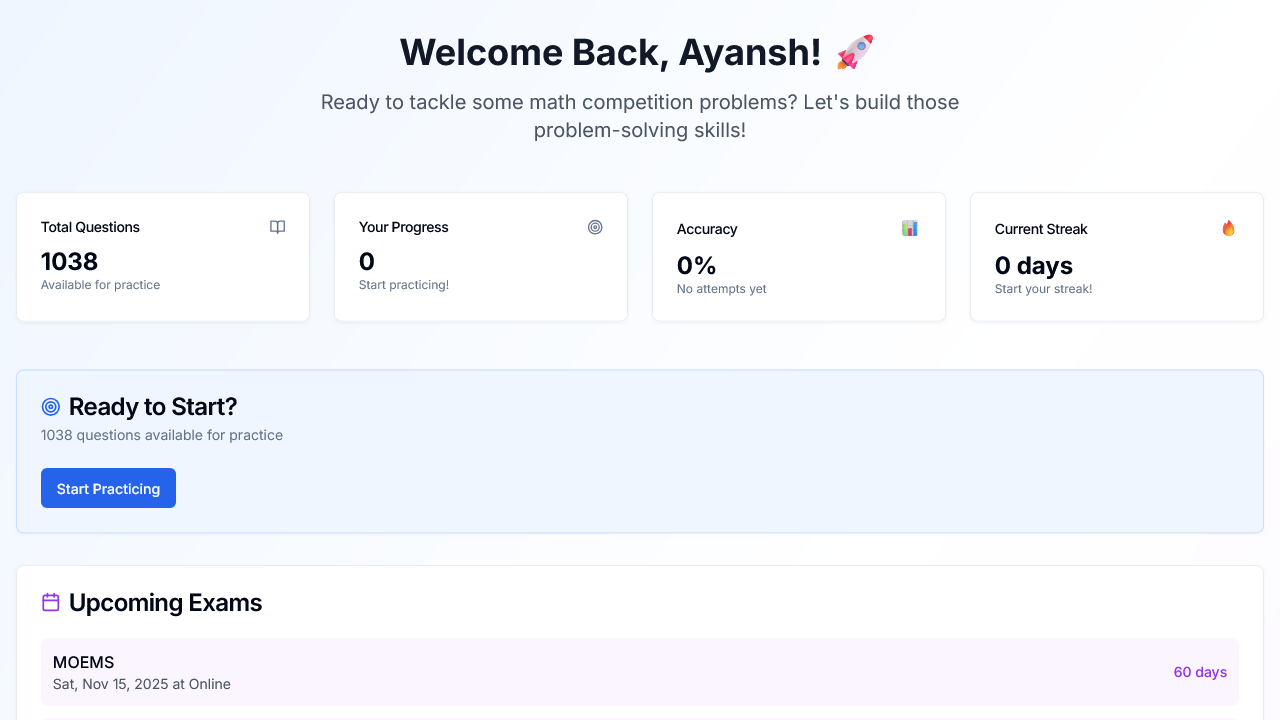 Welcome Back, Ayansh! 🚀
Ready to tackle some math competition problems? Let's build those
problem-solving skills!
Total Questions
1038
Available for practice
Your Progress
0
Start practicing!
Accuracy
0%
No attempts yet
Current Streak
0 days
Start your streak!
Ready to Start?
1038 questions available for practice
Start Practicing
Upcoming Exams
MOEMS
Sat, Nov 15, 2025 at Online
60 days